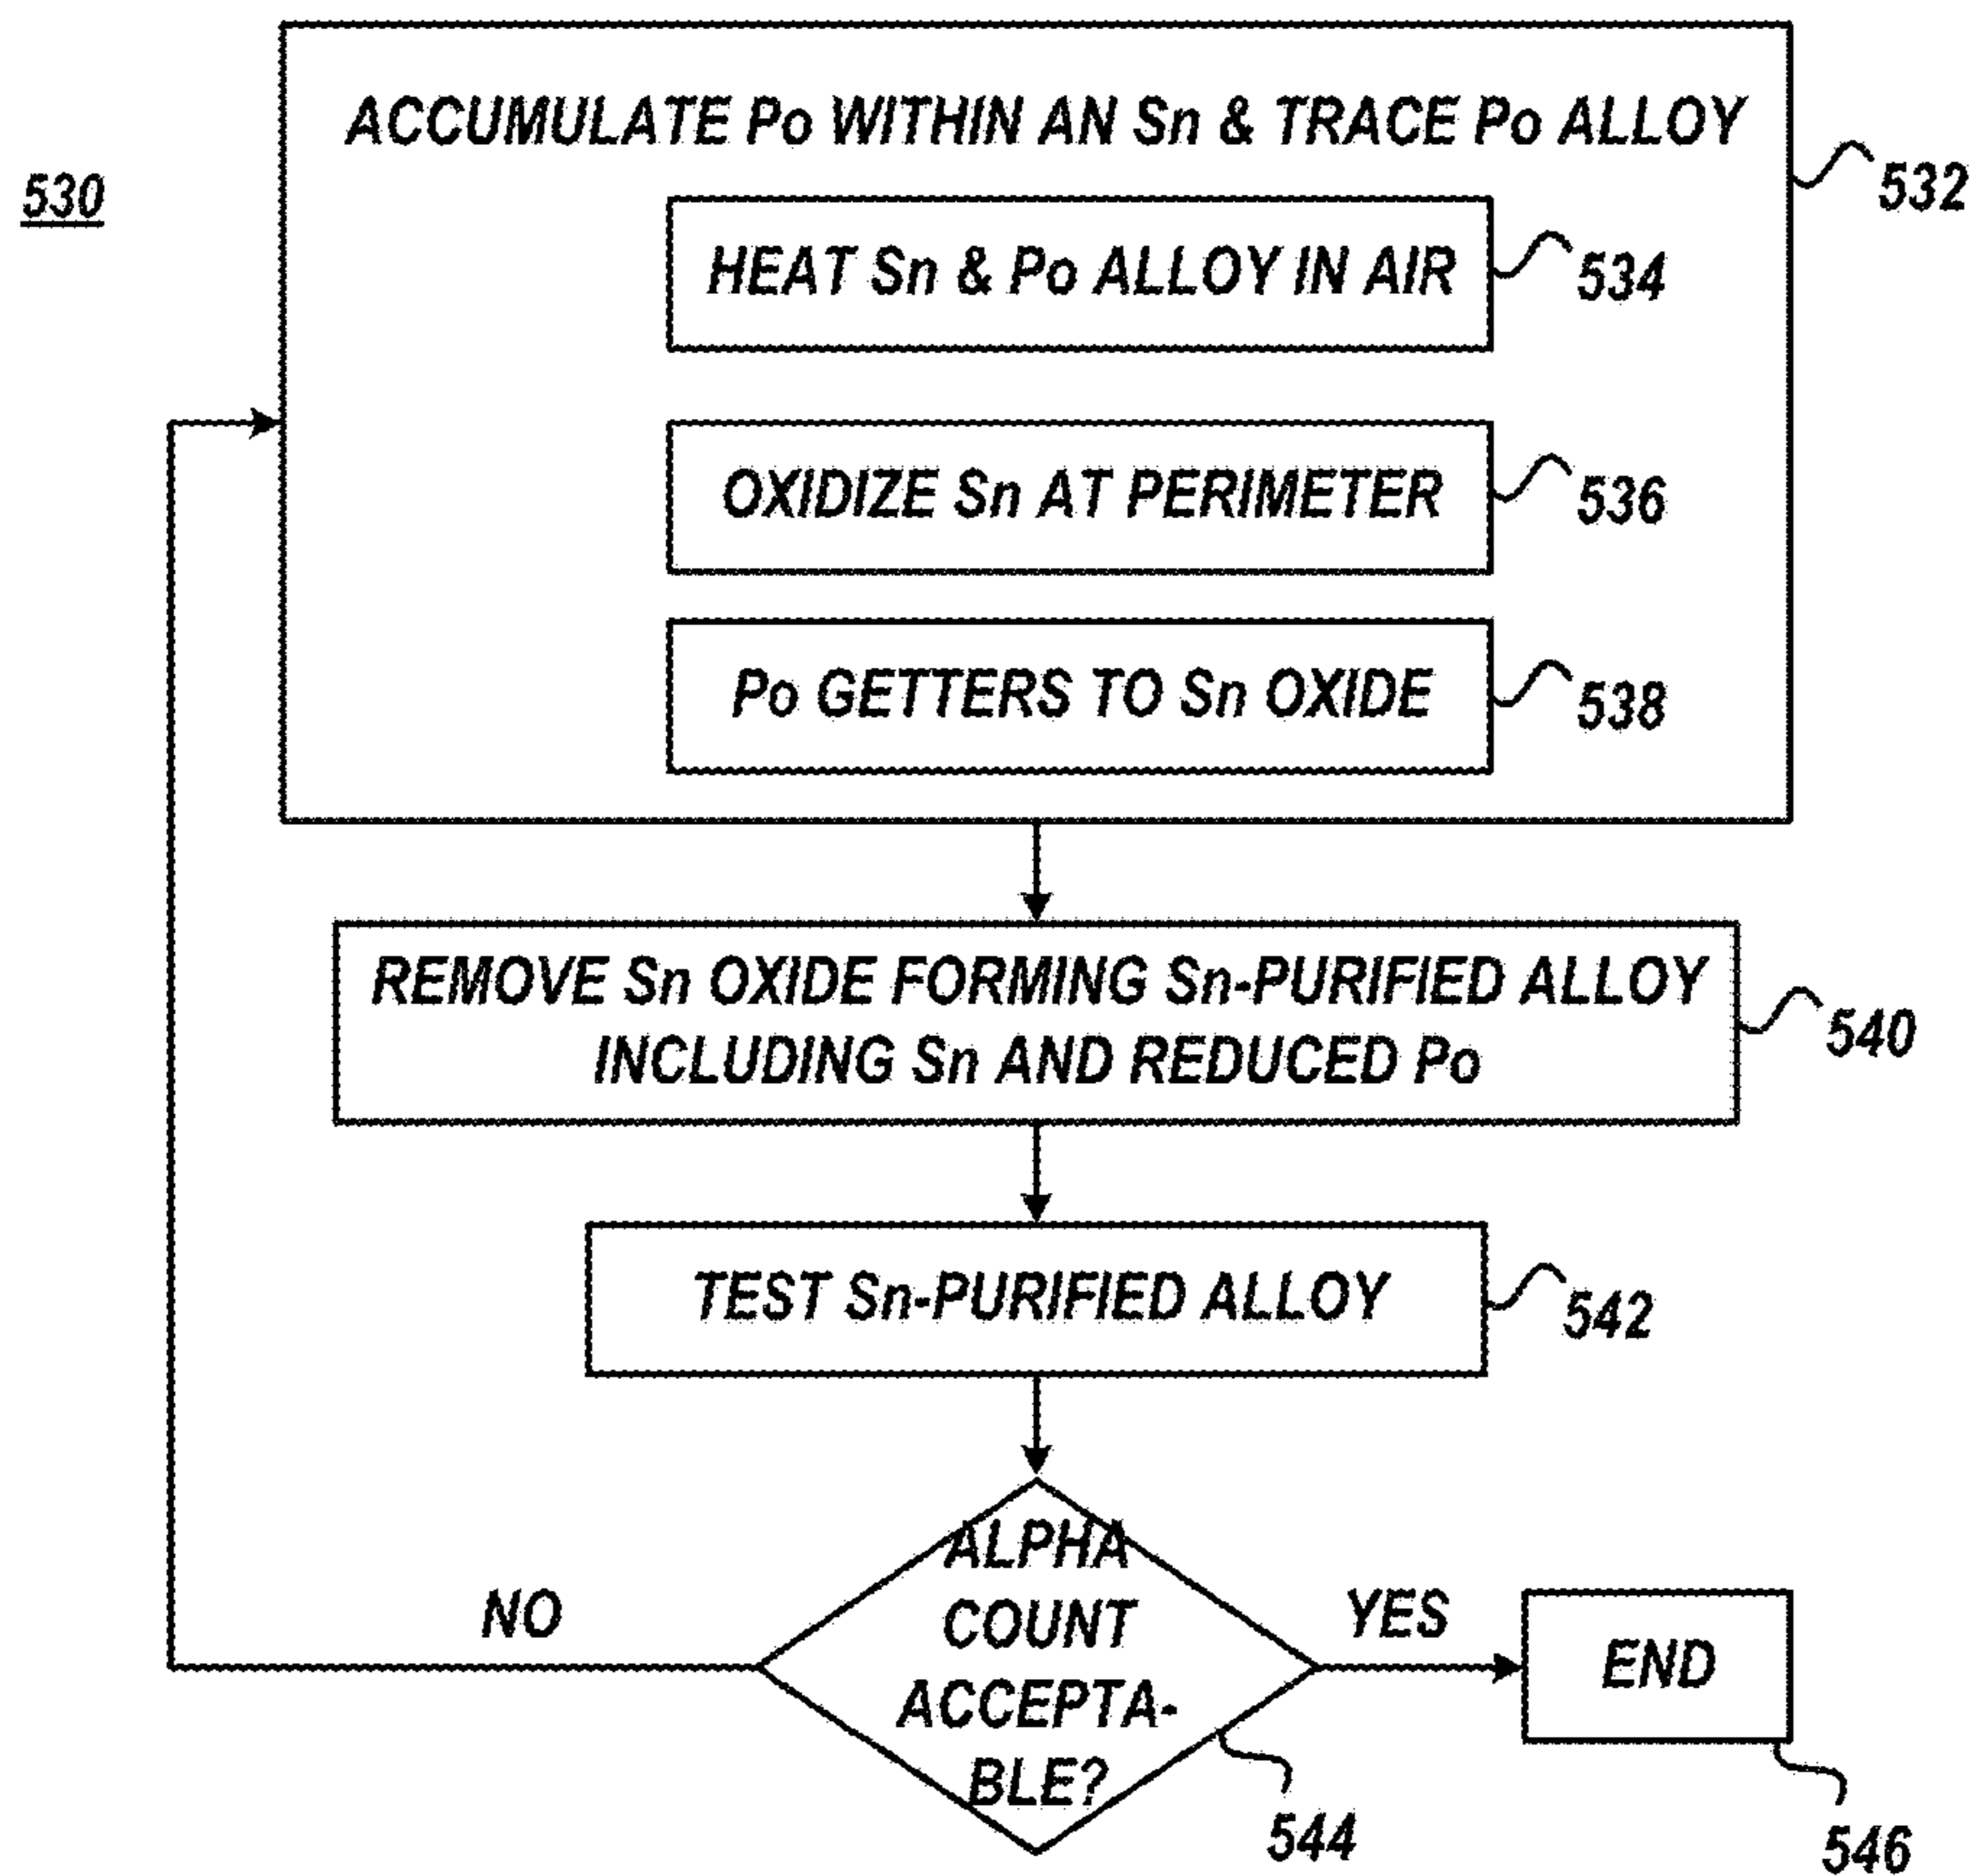 530
ACCUMULATE Po WITHIN AN Sn & TRACE Po ALLOY
532
HEAT Sn & Po ALLOY IN AIR
534
OXIDIZE Sn AT PERIMETER
536
Po GETTERS TO Sn OXIDE
538
REMOVE Sn OXIDE FORMING Sn-PURIFIED ALLOY
INCLUDING Sn AND REDUCED Po
540
TEST Sn-PURIFIED ALLOY
542
ALPHA
COUNT
ACCEPTA-
BLE?
544
NO
YES
END
546